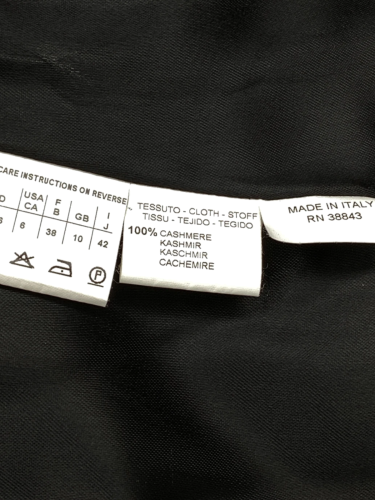 CARE INSTRUCTIONS ON REVERSE
D USA CA F B GB I J
6 6 38 10 42
P
TESSUTO - CLOTH - STOFF
TISSU - TEJIDO - TEGIDO
100% CASHMERE
KASHMIR
KASCHMIR
CACHEMIRE
MADE IN ITALY
RN 38843